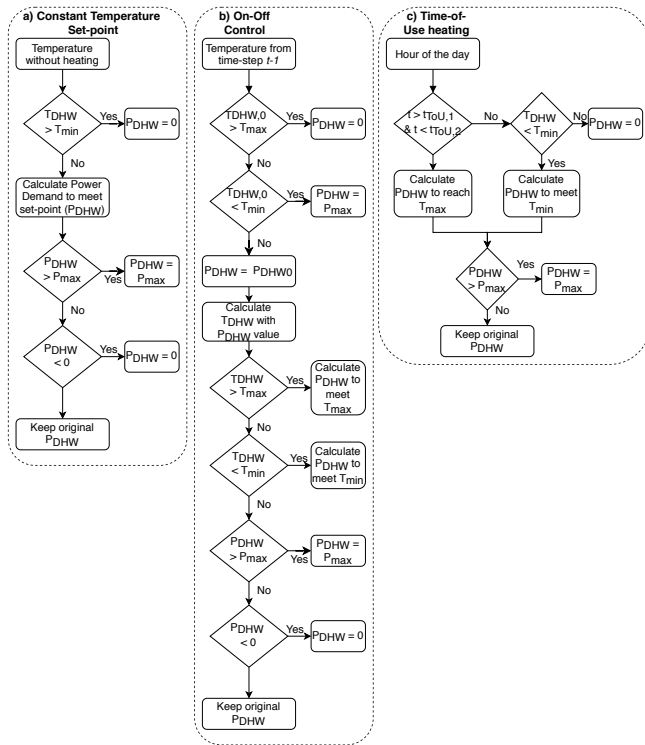 a) Constant Temperature
Set-point
Temperature
without heating
TDHW
> Tmin
Yes
PDHW = 0
No
Calculate Power
Demand to meet
set-point (PDHW)
PDHW
> Pmax
Yes
PDHW =
Pmax
No
PDHW
< 0
Yes
PDHW = 0
No
Keep original
PDHW
b) On-Off
Control
Temperature from
time-step t-1
TDHW,0
> Tmax
Yes
PDHW = 0
No
TDHW,0
< Tmin
Yes
PDHW =
Pmax
No
PDHW = PDHW0
Calculate
TDHW with
PDHW value
TDHW
> Tmax
Yes
Calculate
PDHW to
meet
Tmax
No
TDHW
< Tmin
Yes
Calculate
PDHW to
meet Tmin
No
PDHW
> Pmax
Yes
PDHW =
Pmax
No
PDHW
< 0
Yes
PDHW = 0
No
Keep original
PDHW
c) Time-of-
Use heating
Hour of the day
t > tToU,1
& t < tToU,2
No
TDHW
< Tmin
No
PDHW = 0
Yes
Yes
Calculate
PDHW to reach
Tmax
Calculate
PDHW to meet
Tmin
PDHW
> Pmax
Yes
PDHW =
Pmax
No
Keep original
PDHW